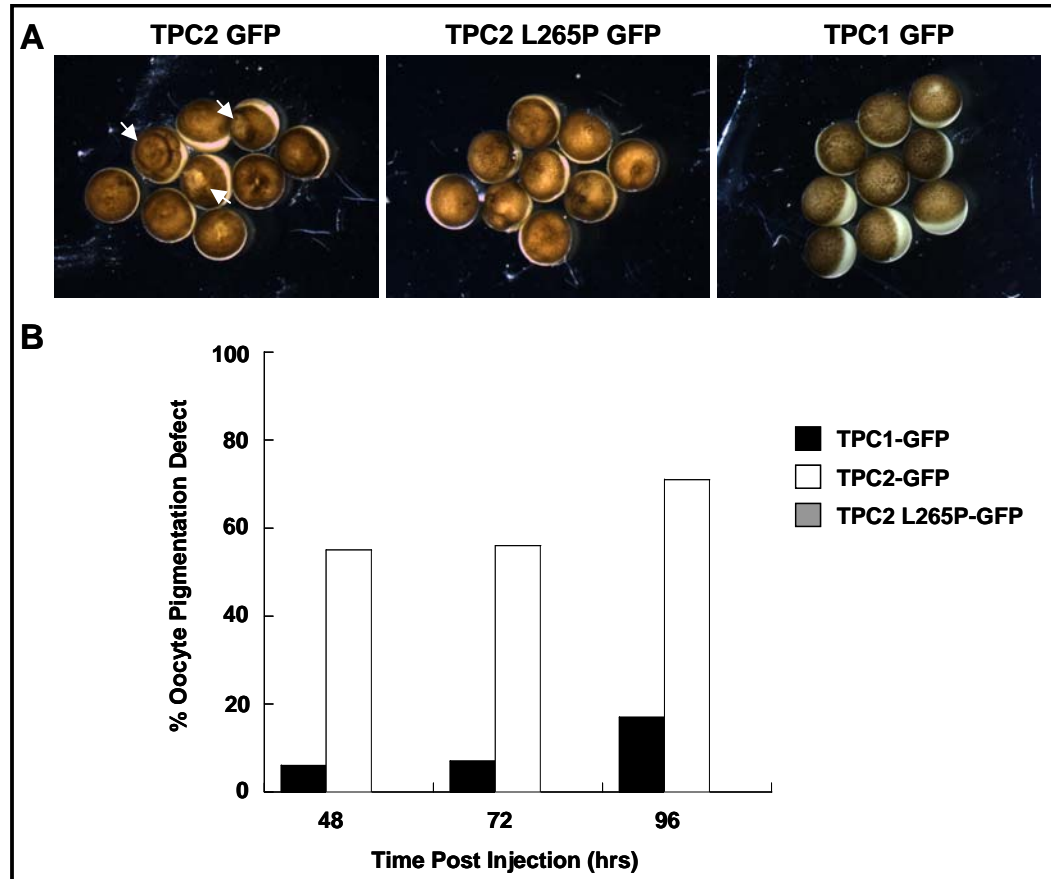 A
TPC2 GFP
TPC2 L265P GFP
TPC1 GFP
B
% Oocyte Pigmentation Defect
100
80
60
40
20
0
48
72
96
Time Post Injection (hrs)
TPC1-GFP
TPC2-GFP
TPC2 L265P-GFP